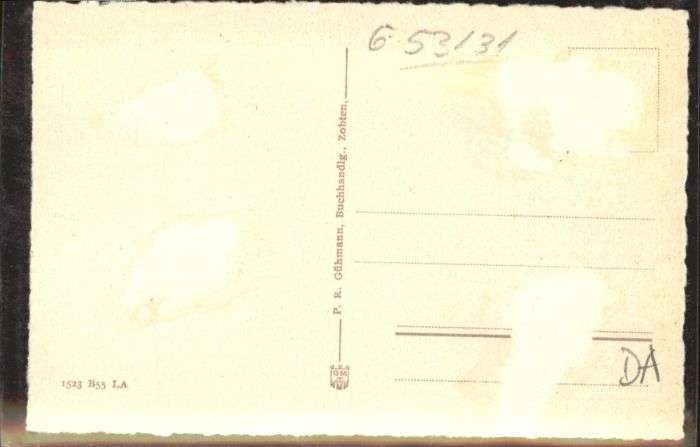 6 53131
P. R. Gühmann, Buchhandlg., Zobten.
1523 B55 LA
DA